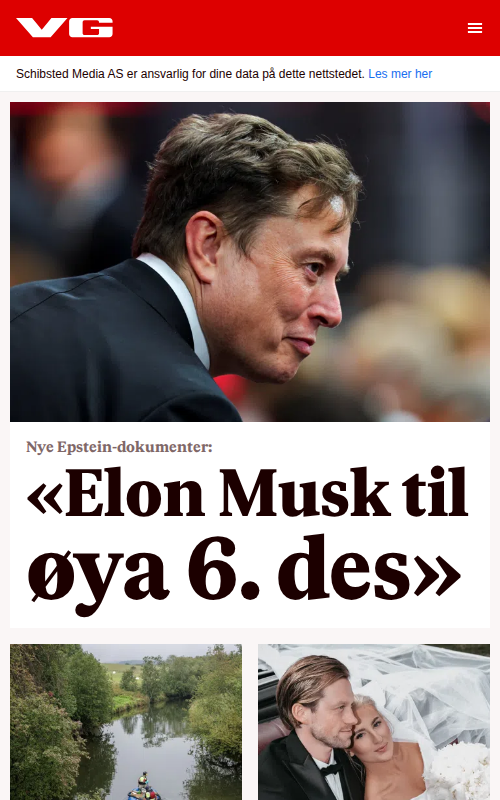 VG
Schibsted Media AS er ansvarlig for dine data på dette nettstedet. Les mer her
Nye Epstein-dokumenter:
«Elon Musk til
øya 6. des»